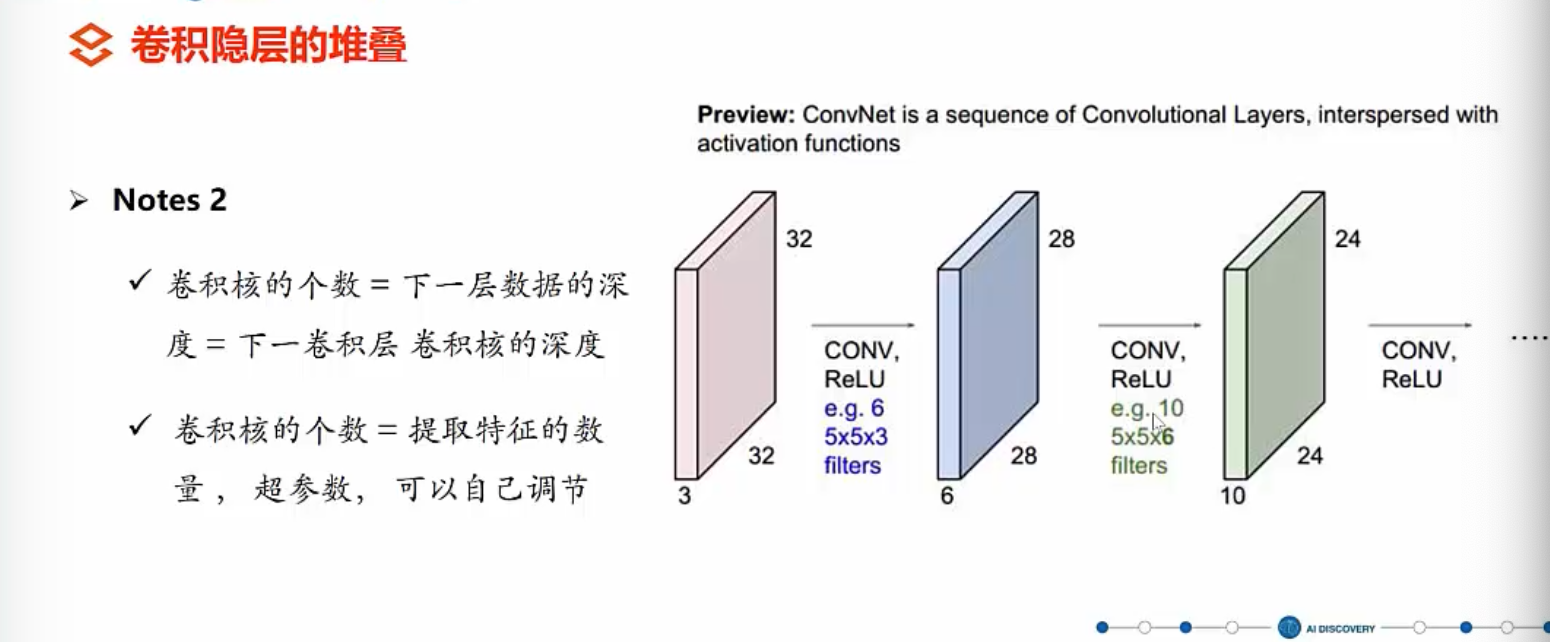 卷积隐层的堆叠
Preview: ConvNet is a sequence of Convolutional Layers, interspersed with
activation functions
Notes 2
卷积核的个数 = 下一层数据的深
度 = 下一卷积层 卷积核的深度
卷积核的个数 = 提取特征的数
量 ， 超参数， 可以自己调节
32
32
3
CONV,
ReLU
e.g. 6
5x5x3
filters
28
28
6
CONV,
ReLU
e.g. 10
5x5x6
filters
24
24
10
CONV,
ReLU
....
AI DISCOVERY